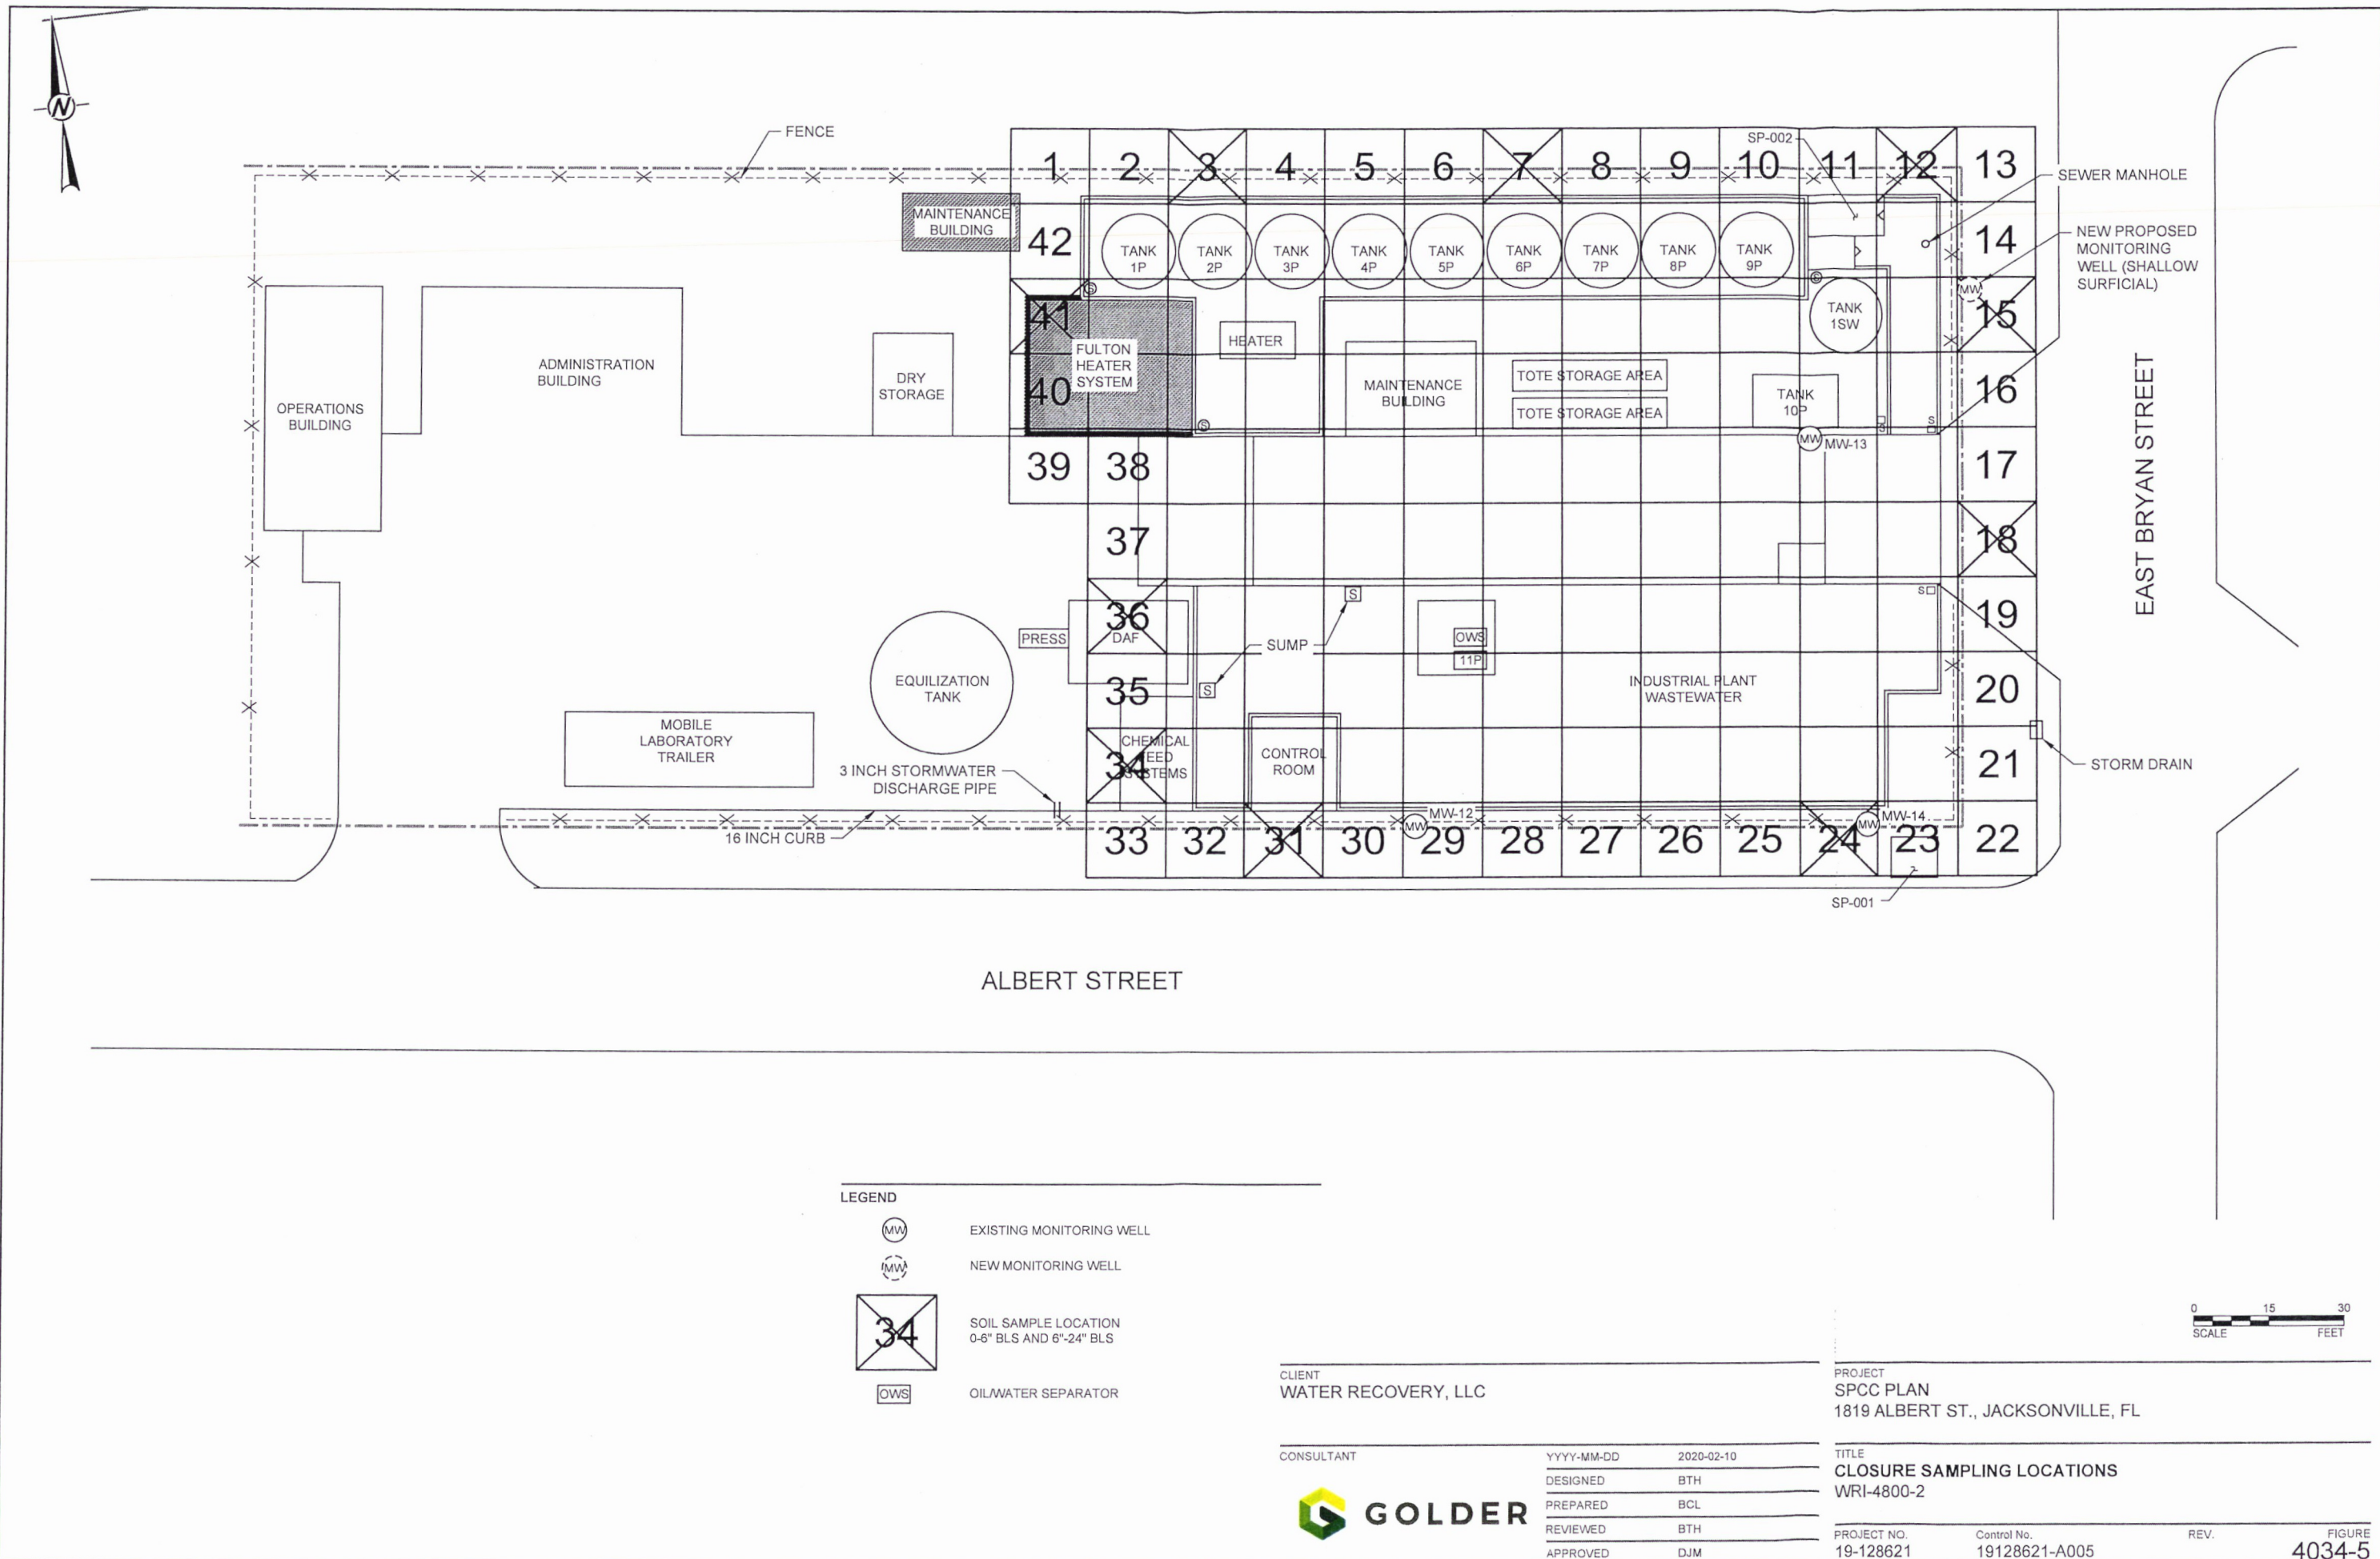 N
FENCE
SP-002
1
2
3
4
5
6
7
8
9
10
11
12
13
SEWER MANHOLE
MAINTENANCE
BUILDING
42
TANK
1P
TANK
2P
TANK
3P
TANK
4P
TANK
5P
TANK
6P
TANK
7P
TANK
8P
TANK
9P
14
NEW PROPOSED
MONITORING
WELL (SHALLOW
SURFICIAL)
S
S
MW
41
TANK
1SW
15
FULTON
HEATER
SYSTEM
HEATER
ADMINISTRATION
BUILDING
DRY
STORAGE
40
MAINTENANCE
BUILDING
TOTE STORAGE AREA
TOTE STORAGE AREA
TANK
10P
16
OPERATIONS
BUILDING
S
S
S
MW
MW-13
39
38
17
EAST BRYAN STREET
37
18
S
S
36
DAF
PRESS
SUMP
OWS
11P
19
EQUILIZATION
TANK
35
S
INDUSTRIAL PLANT
WASTEWATER
20
MOBILE
LABORATORY
TRAILER
CHEMICAL
FEED
SYSTEMS
34
CONTROL
ROOM
21
STORM DRAIN
3 INCH STORMWATER
DISCHARGE PIPE
16 INCH CURB
MW-12
MW
MW-14
MW
33
32
31
30
29
28
27
26
25
24
23
22
SP-001
ALBERT STREET
LEGEND
MW
EXISTING MONITORING WELL
MW
NEW MONITORING WELL
34
SOIL SAMPLE LOCATION
0-6" BLS AND 6"-24" BLS
OWS
OIL/WATER SEPARATOR
0 15 30
SCALE FEET
CLIENT
WATER RECOVERY, LLC
PROJECT
SPCC PLAN
1819 ALBERT ST., JACKSONVILLE, FL
CONSULTANT
GOLDER
YYYY-MM-DD 2020-02-10
DESIGNED BTH
PREPARED BCL
REVIEWED BTH
APPROVED DJM
TITLE
CLOSURE SAMPLING LOCATIONS
WRI-4800-2
PROJECT NO. Control No. REV. FIGURE
19-128621 19128621-A005 4034-5